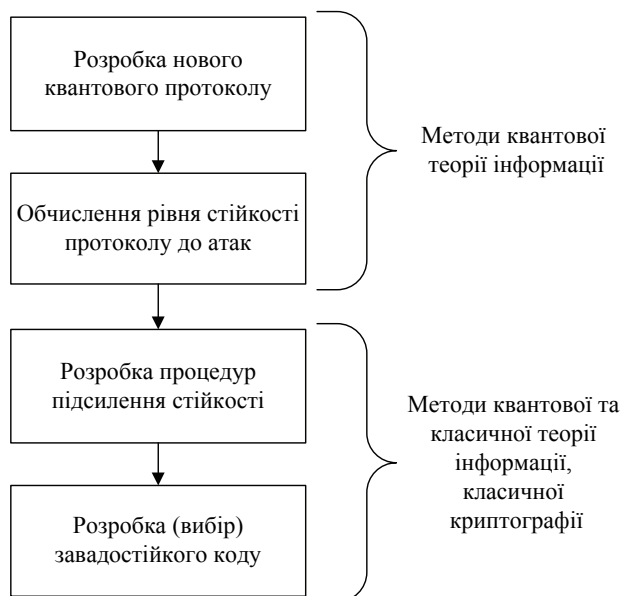 Розробка нового
квантового протоколу
Методи квантової
теорії інформації
Обчислення рівня стійкості
протоколу до атак
Розробка процедур
підсилення стійкості
Методи квантової та
класичної теорії
інформації,
класичної
криптографії
Розробка (вибір)
завадостійкого коду